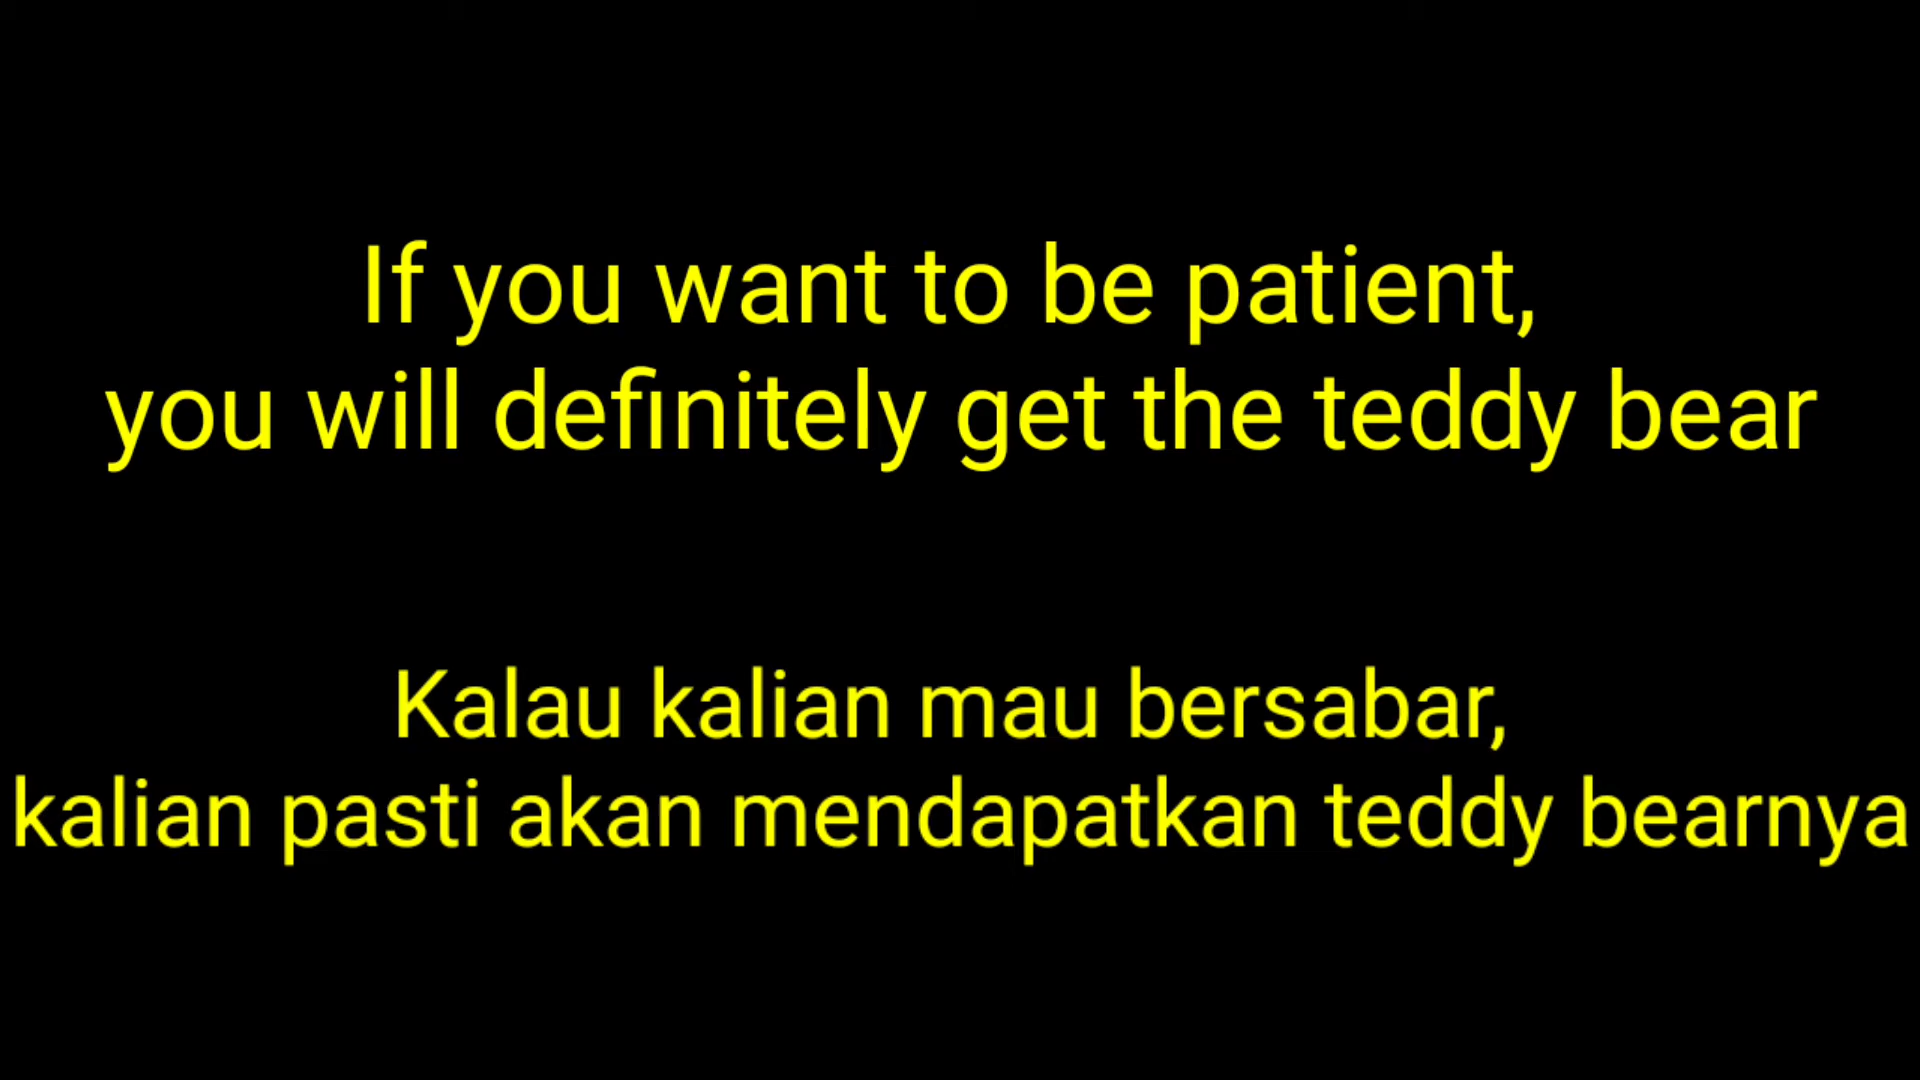 If you want to be patient,
you will definitely get the teddy bear
Kalau kalian mau bersabar,
kalian pasti akan mendapatkan teddy bearnya